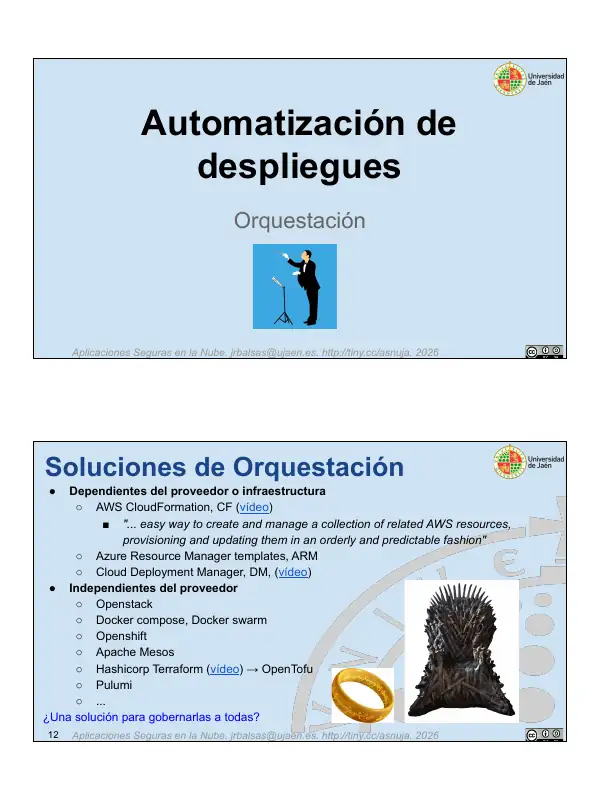 Universidad
de Jaén
Automatización de
despliegues
Orquestación
Aplicaciones Seguras en la Nube. jrbalsas@ujaen.es. http://tiny.cc/asnuja. 2026
Soluciones de Orquestación
Universidad
de Jaén
● Dependientes del proveedor o infraestructura
○ AWS CloudFormation, CF (vídeo)
■ "... easy way to create and manage a collection of related AWS resources,
provisioning and updating them in an orderly and predictable fashion"
○ Azure Resource Manager templates, ARM
○ Cloud Deployment Manager, DM, (vídeo)
● Independientes del proveedor
○ Openstack
○ Docker compose, Docker swarm
○ Openshift
○ Apache Mesos
○ Hashicorp Terraform (vídeo) → OpenTofu
○ Pulumi
○ ...
¿Una solución para gobernarlas a todas?
12 Aplicaciones Seguras en la Nube. jrbalsas@ujaen.es. http://tiny.cc/asnuja. 2026